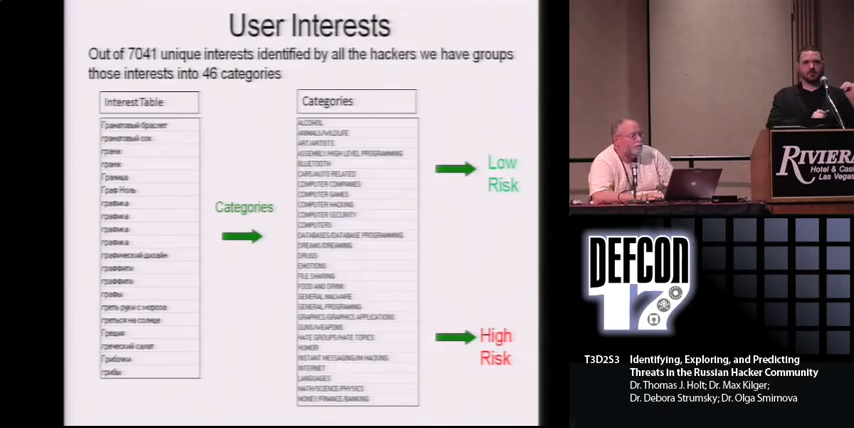 User Interests
Out of 7041 unique interests identified by all the hackers we have groups
those interests into 46 categories
Interest Table
Гранатовый браслет
гранатовый сок
гранж
гранж
Граница
Граф Ноль
графика
графика
графика
графика
графический дизайн
граффити
граффити
графы
греть руки с мороза
греться на солнце
Греция
греческий салат
Грибочки
грибы
Categories
Categories
ALCOHOL
ANIMALS/WILDLIFE
ART/ARTISTS
ASSEMBLY/HIGH LEVEL PROGRAMMING
BLUETOOTH
CARS/AUTO RELATED
COMPUTER COMPANIES
COMPUTER GAMES
COMPUTER HACKING
COMPUTER SECURITY
COMPUTERS
DATABASES/DATABASE PROGRAMMING
DREAMS/DREAMING
DRUGS
EMOTIONS
FILE SHARING
FOOD AND DRINK
GENERAL MALWARE
GENERAL PROGRAMING
GRAPHICS/GRAPHICS APPLICATIONS
GUNS/WEAPONS
HATE GROUPS/HATE TOPICS
HUMOR
INSTANT MESSAGING/IM HACKING
INTERNET
LANGUAGES
MATH/SCIENCE/PHYSICS
MONEY/FINANCE/BANKING
Low
Risk
High
Risk
RIVIERA
Hotel &
Las Vegas
DEFCON
17
T3D2S3 Identifying, Exploring, and Predicting
Threats in the Russian Hacker Community
Dr. Thomas J. Holt; Dr. Max Kilger;
Dr. Debora Strumsky; Dr. Olga Smirnova